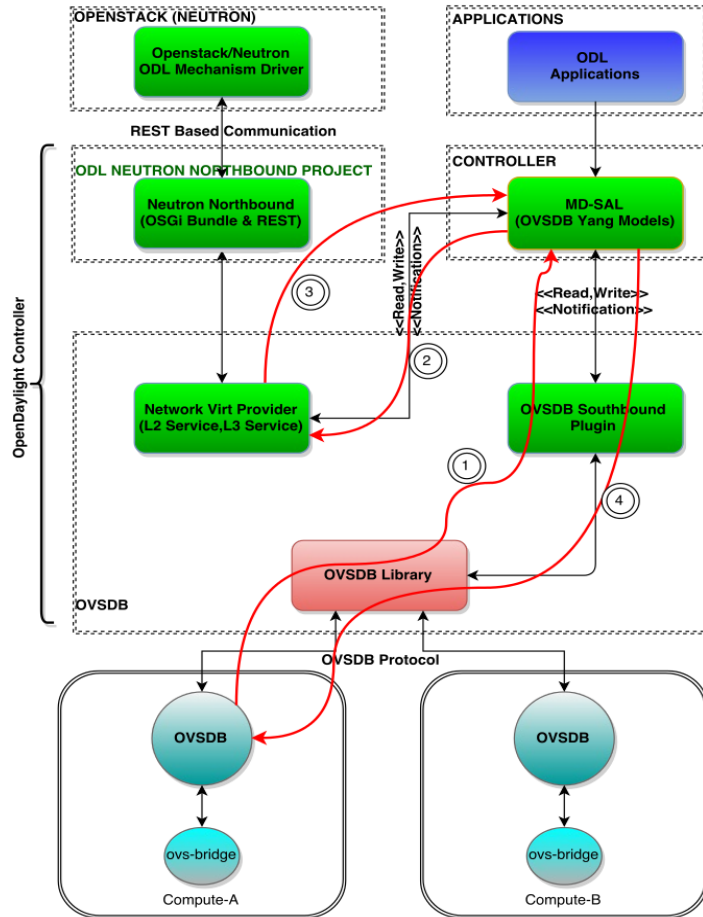 OPENSTACK (NEUTRON)
Openstack/Neutron
ODL Mechanism Driver
APPLICATIONS
ODL
Applications
REST Based Communication
ODL NEUTRON NORTHBOUND PROJECT
Neutron Northbound
(OSGi Bundle & REST)
CONTROLLER
MD-SAL
(OVSDB Yang Models)
3
<<Read,Write>>
<<Notification>>
<<Read,Write>>
<<Notification>>
2
OpenDaylight Controller
Network Virt Provider
(L2 Service,L3 Service)
OVSDB Southbound
Plugin
1
4
OVSDB Library
OVSDB
OVSDB Protocol
OVSDB
OVSDB
ovs-bridge
ovs-bridge
Compute-A
Compute-B